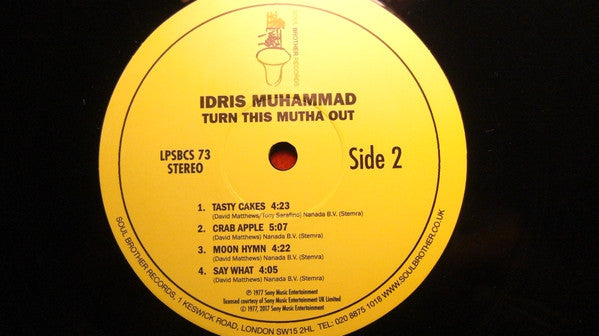 SOUL BROTHER RECORDS
IDRIS MUHAMMAD
TURN THIS MUTHA OUT
LPSBCS 73
STEREO
Side 2
1. TASTY CAKES 4:23
(David Matthews/Tony Sarafino) Nanada B.V. (Stemra)
2. CRAB APPLE 5:07
(David Matthews) Nanada B.V. (Stemra)
3. MOON HYMN 4:22
(David Matthews) Nanada B.V. (Stemra)
4. SAY WHAT 4:05
(David Matthews) Nanada B.V. (Stemra)
℗ 1977 Sony Music Entertainment
licensed courtesy of Sony Music Entertainment UK Limited
© 1977, 2017 Sony Music Entertainment
SOUL BROTHER RECORDS, 1 KESWICK ROAD, LONDON SW15 2HL. TEL: 020 8875 1018 WWW.SOULBROTHER.CO.UK